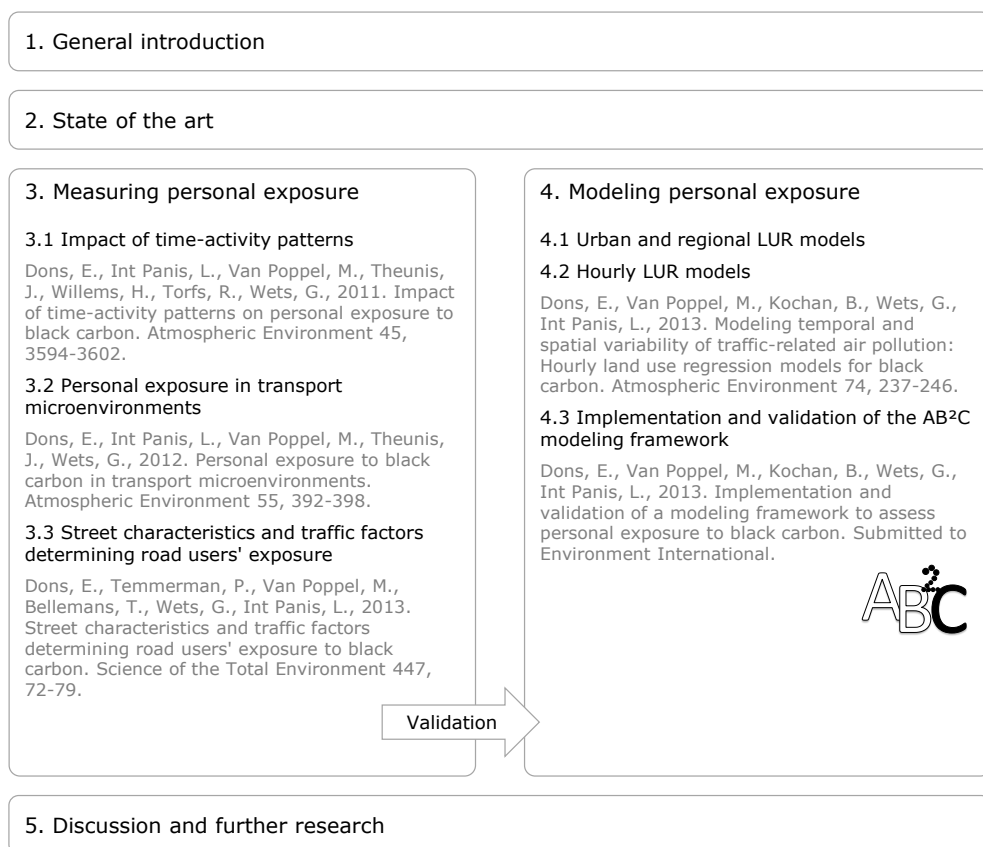 1. General introduction
2. State of the art
3. Measuring personal exposure
3.1 Impact of time-activity patterns
Dons, E., Int Panis, L., Van Poppel, M., Theunis,
J., Willems, H., Torfs, R., Wets, G., 2011. Impact
of time-activity patterns on personal exposure to
black carbon. Atmospheric Environment 45,
3594-3602.
3.2 Personal exposure in transport
microenvironments
Dons, E., Int Panis, L., Van Poppel, M., Theunis,
J., Wets, G., 2012. Personal exposure to black
carbon in transport microenvironments.
Atmospheric Environment 55, 392-398.
3.3 Street characteristics and traffic factors
determining road users' exposure
Dons, E., Temmerman, P., Van Poppel, M.,
Bellemans, T., Wets, G., Int Panis, L., 2013.
Street characteristics and traffic factors
determining road users' exposure to black
carbon. Science of the Total Environment 447,
72-79.
Validation
4. Modeling personal exposure
4.1 Urban and regional LUR models
4.2 Hourly LUR models
Dons, E., Van Poppel, M., Kochan, B., Wets, G.,
Int Panis, L., 2013. Modeling temporal and
spatial variability of traffic-related air pollution:
Hourly land use regression models for black
carbon. Atmospheric Environment 74, 237-246.
4.3 Implementation and validation of the AB²C
modeling framework
Dons, E., Van Poppel, M., Kochan, B., Wets, G.,
Int Panis, L., 2013. Implementation and
validation of a modeling framework to assess
personal exposure to black carbon. Submitted to
Environment International.
AB²C
5. Discussion and further research